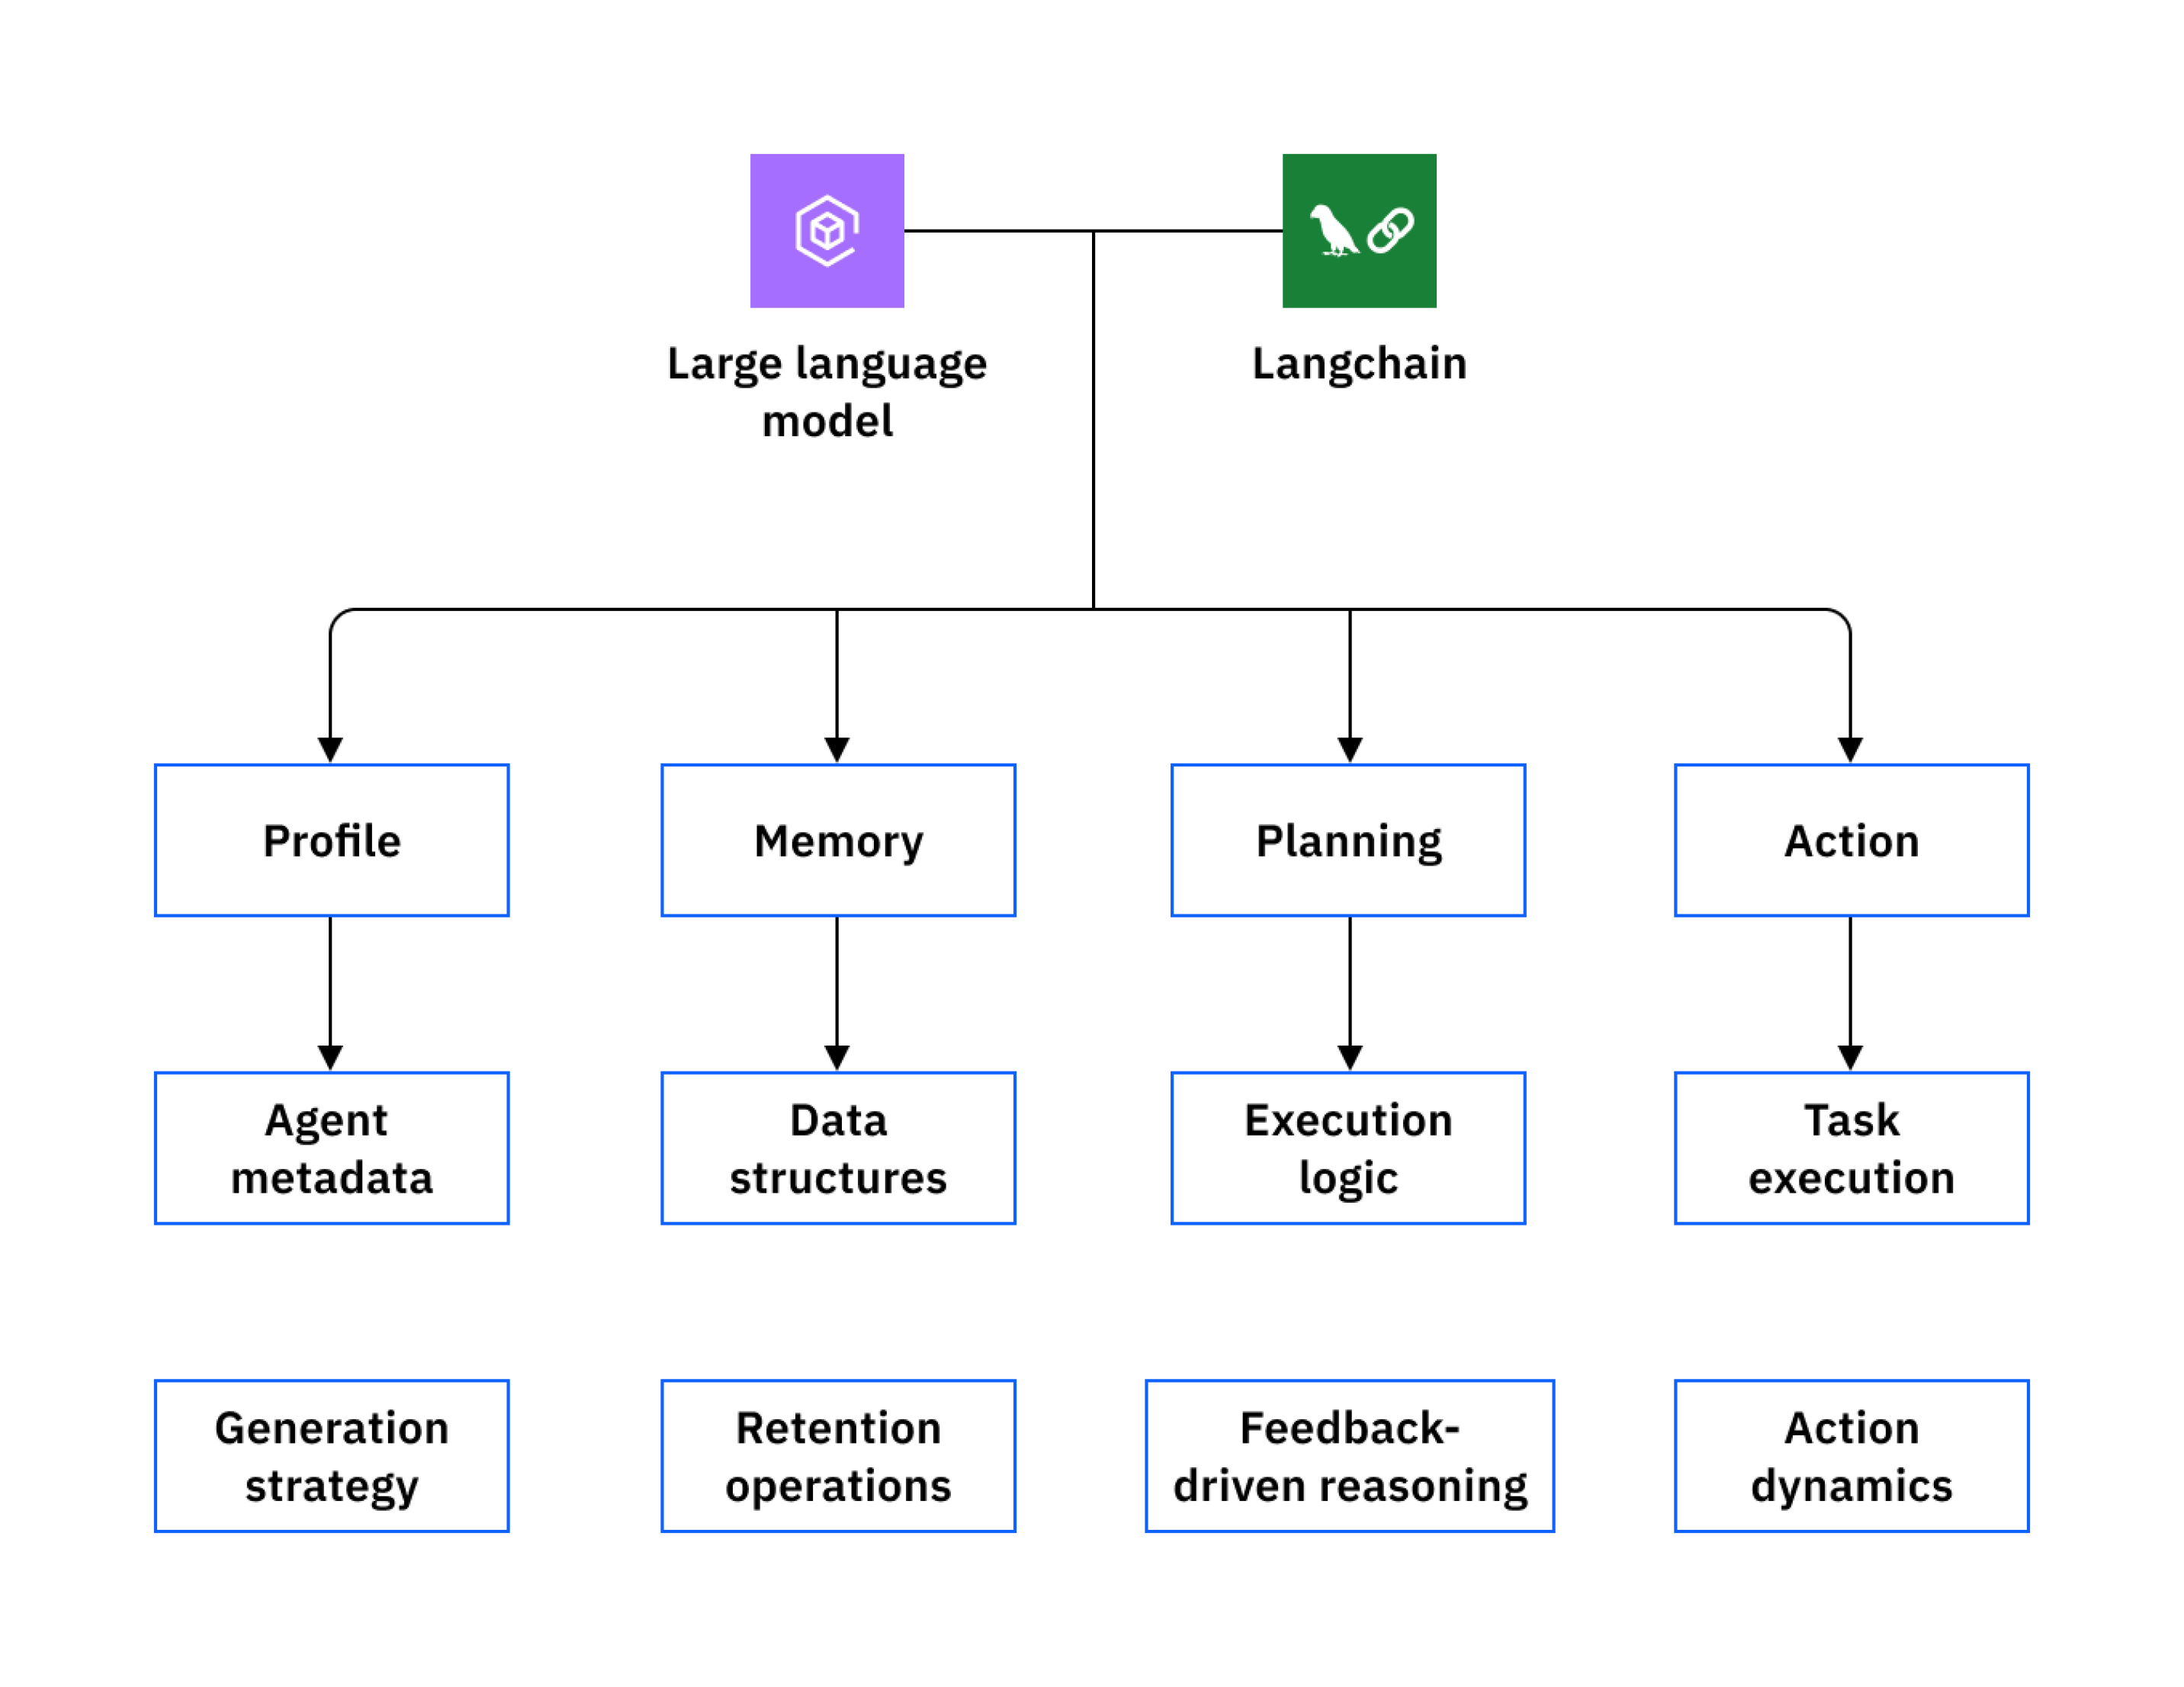 Large language
model
Langchain
Profile
Memory
Planning
Action
Agent
metadata
Data
structures
Execution
logic
Task
execution
Generation
strategy
Retention
operations
Feedback-
driven reasoning
Action
dynamics